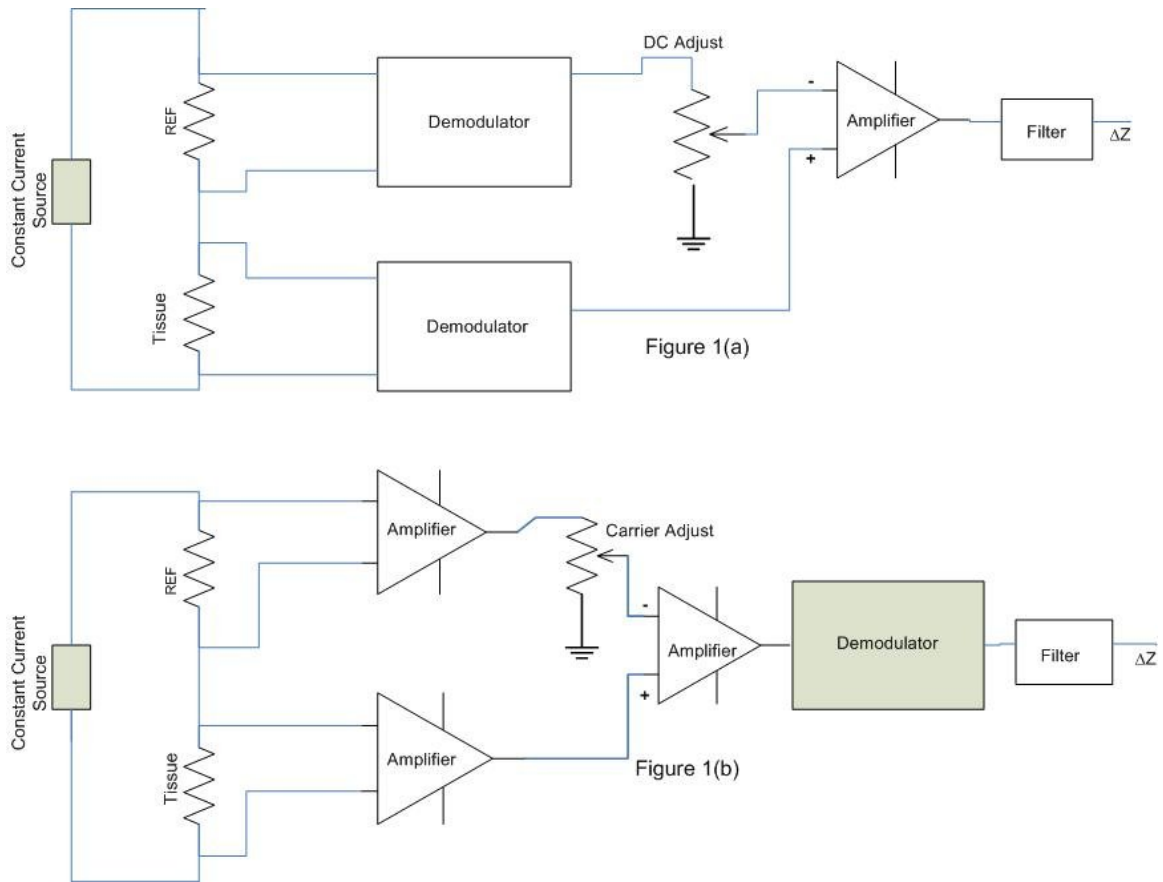 DC Adjust
REF
Demodulator
-
Amplifier
+
Filter
ΔZ
Constant Current
Source
Tissue
Demodulator
Figure 1(a)
REF
Amplifier
Carrier Adjust
-
Amplifier
+
Demodulator
Filter
ΔZ
Constant Current
Source
Tissue
Amplifier
Figure 1(b)